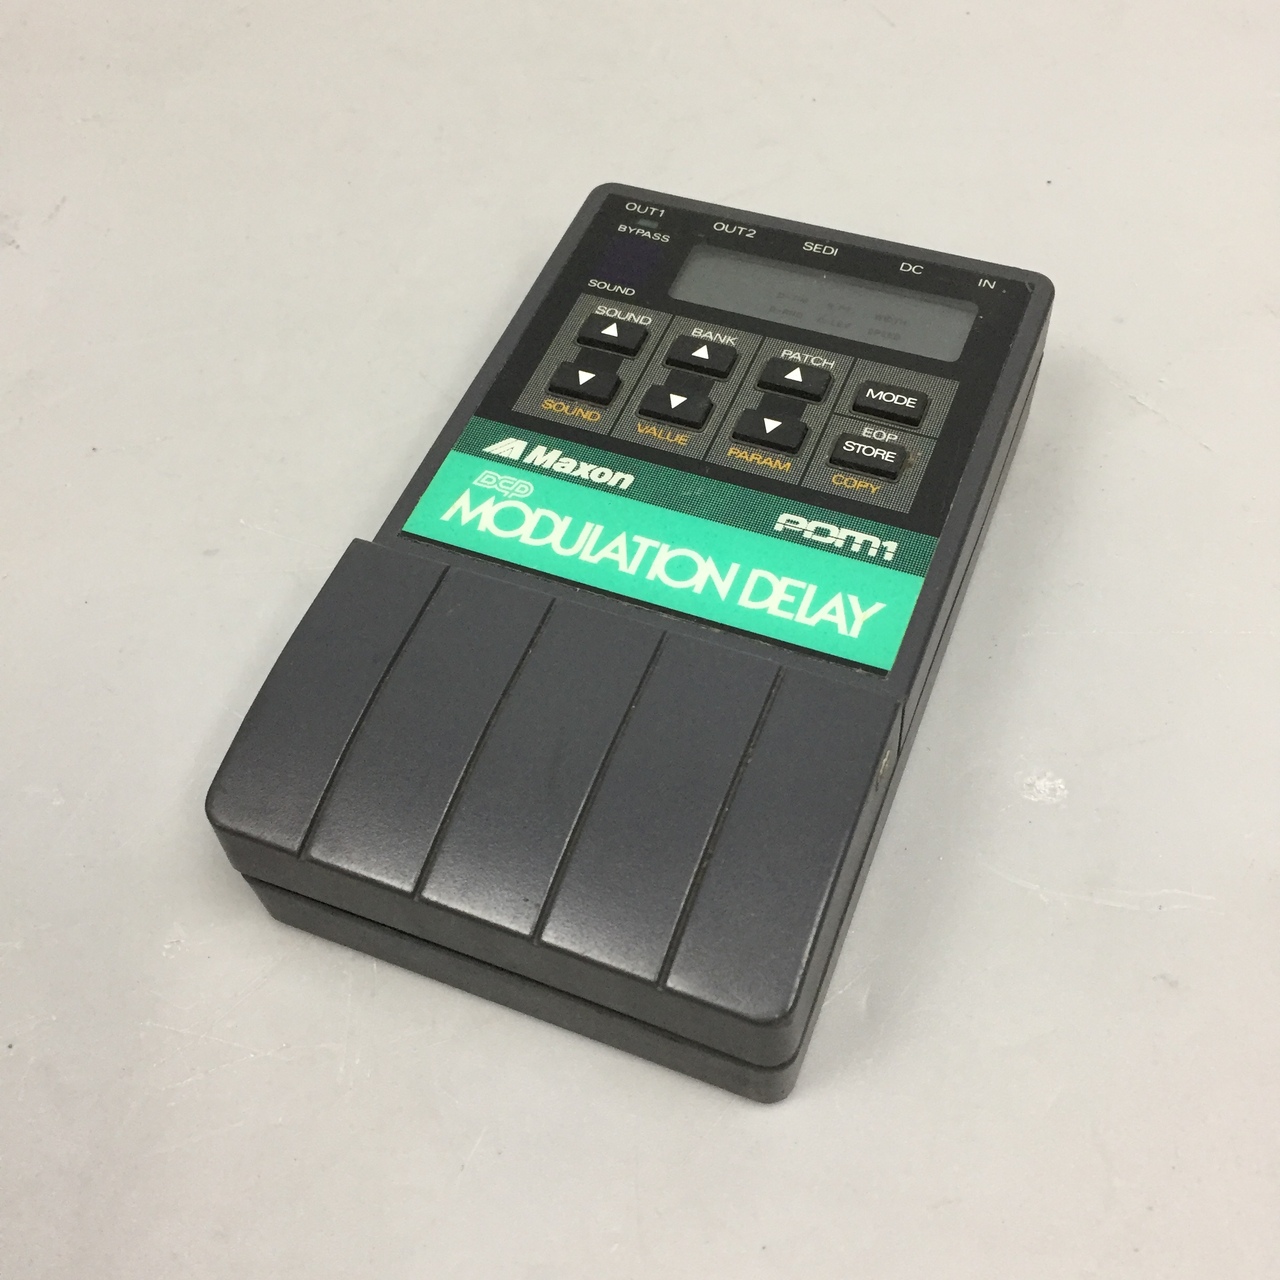 OUT1
OUT2
SEDI
DC
IN
BYPASS
SOUND
SOUND
BANK
PATCH
MODE
EOP
STORE
SOUND
VALUE
PARAM
COPY
Maxon
DCP
PDM1
MODULATION DELAY